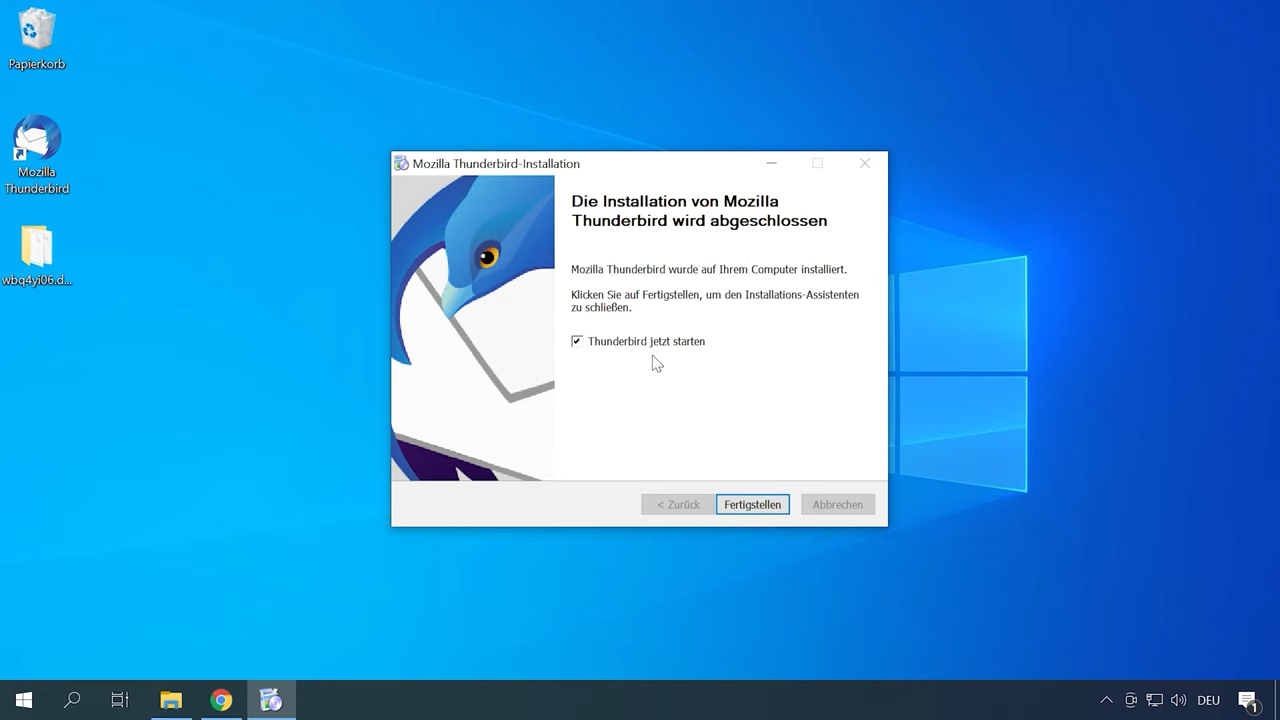 Papierkorb
Mozilla
Thunderbird
wbq4yi06.d...
Mozilla Thunderbird-Installation
Die Installation von Mozilla
Thunderbird wird abgeschlossen
Mozilla Thunderbird wurde auf Ihrem Computer installiert.
Klicken Sie auf Fertigstellen, um den Installations-Assistenten
zu schließen.
Thunderbird jetzt starten
< Zurück
Fertigstellen
Abbrechen
DEU
1